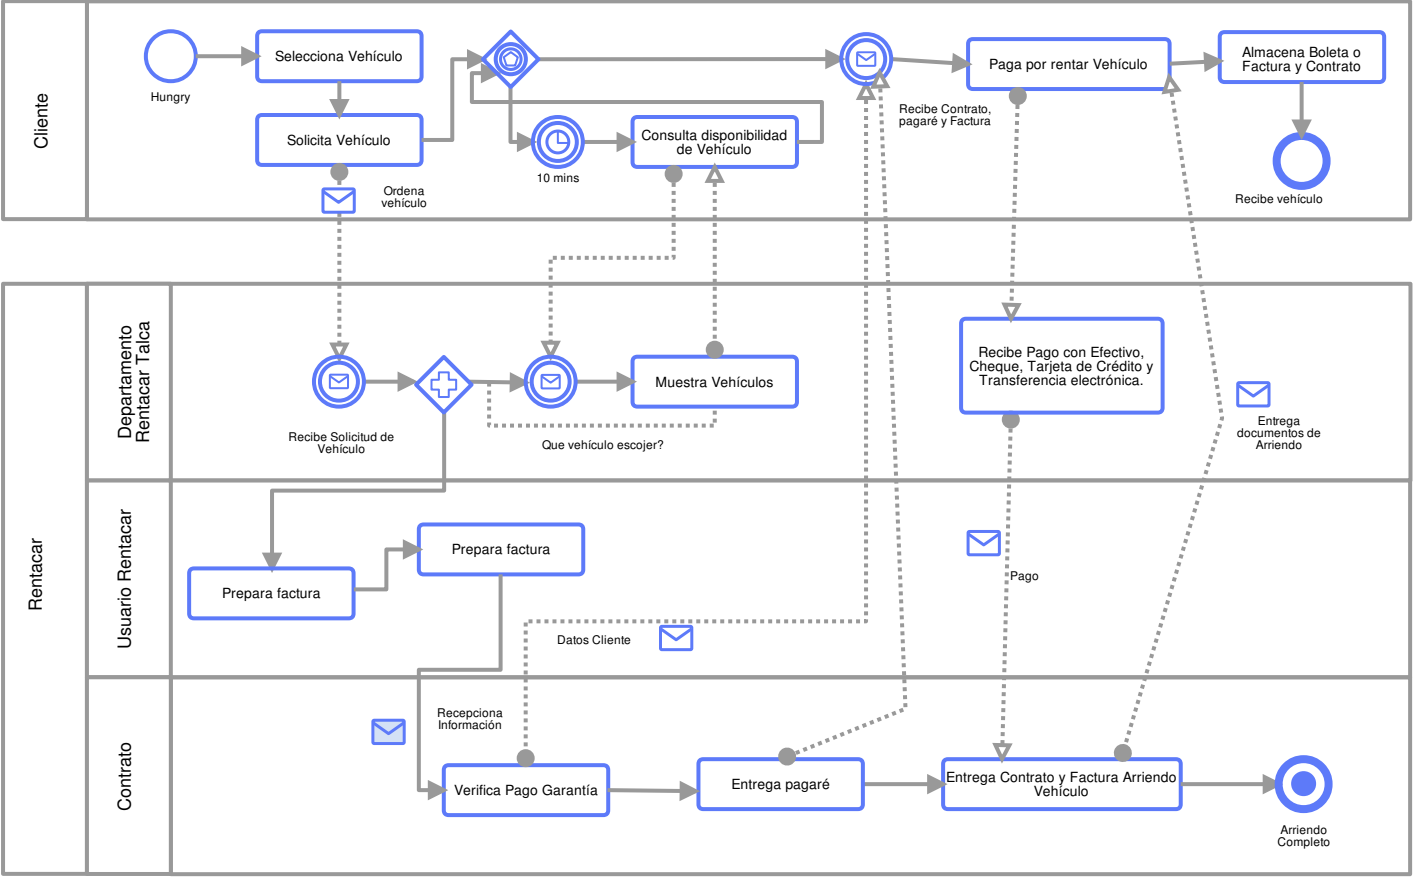 Cliente
Hungry
Selecciona Vehículo
Solicita Vehículo
Ordena
vehículo
10 mins
Consulta disponibilidad
de Vehículo
Recibe Contrato,
pagaré y Factura
Paga por rentar Vehículo
Almacena Boleta o
Factura y Contrato
Recibe vehículo
Rentacar
Departamento
Rentacar Talca
Recibe Solicitud de
Vehículo
Muestra Vehículos
Que vehículo escojer?
Recibe Pago con Efectivo,
Cheque, Tarjeta de Crédito y
Transferencia electrónica.
Entrega
documentos de
Arriendo
Usuario Rentacar
Prepara factura
Prepara factura
Datos Cliente
Pago
Contrato
Recepciona
Información
Verifica Pago Garantía
Entrega pagaré
Entrega Contrato y Factura Arriendo
Vehículo
Arriendo
Completo